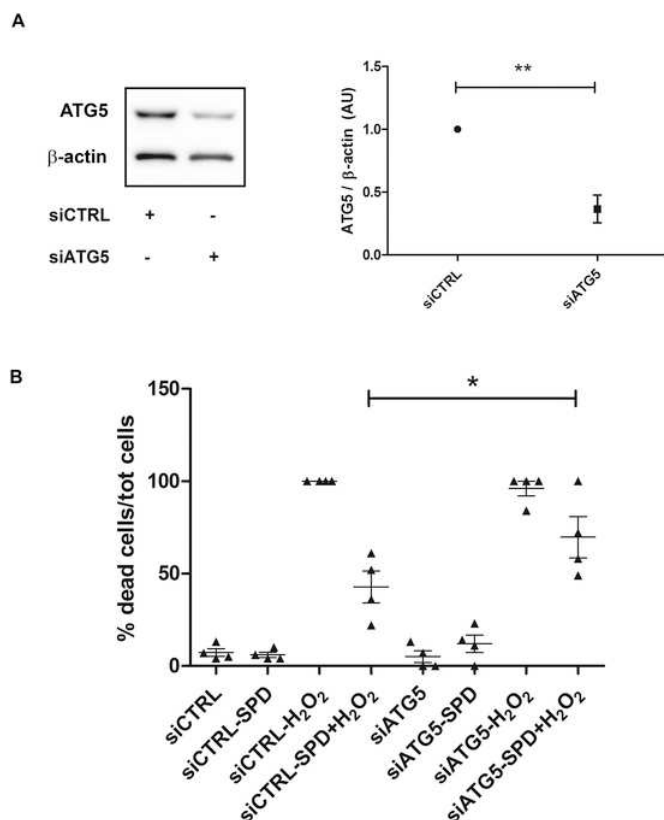 A
ATG5
β-actin
siCTRL + -
siATG5 - +
ATG5 / β-actin (AU)
1.5
1.0
0.5
0.0
**
siCTRL
siATG5
B
% dead cells/tot cells
150
100
50
0
*
siCTRL
siCTRL-SPD
siCTRL-H₂O₂
siCTRL-SPD+H₂O₂
siATG5
siATG5-SPD
siATG5-H₂O₂
siATG5-SPD+H₂O₂